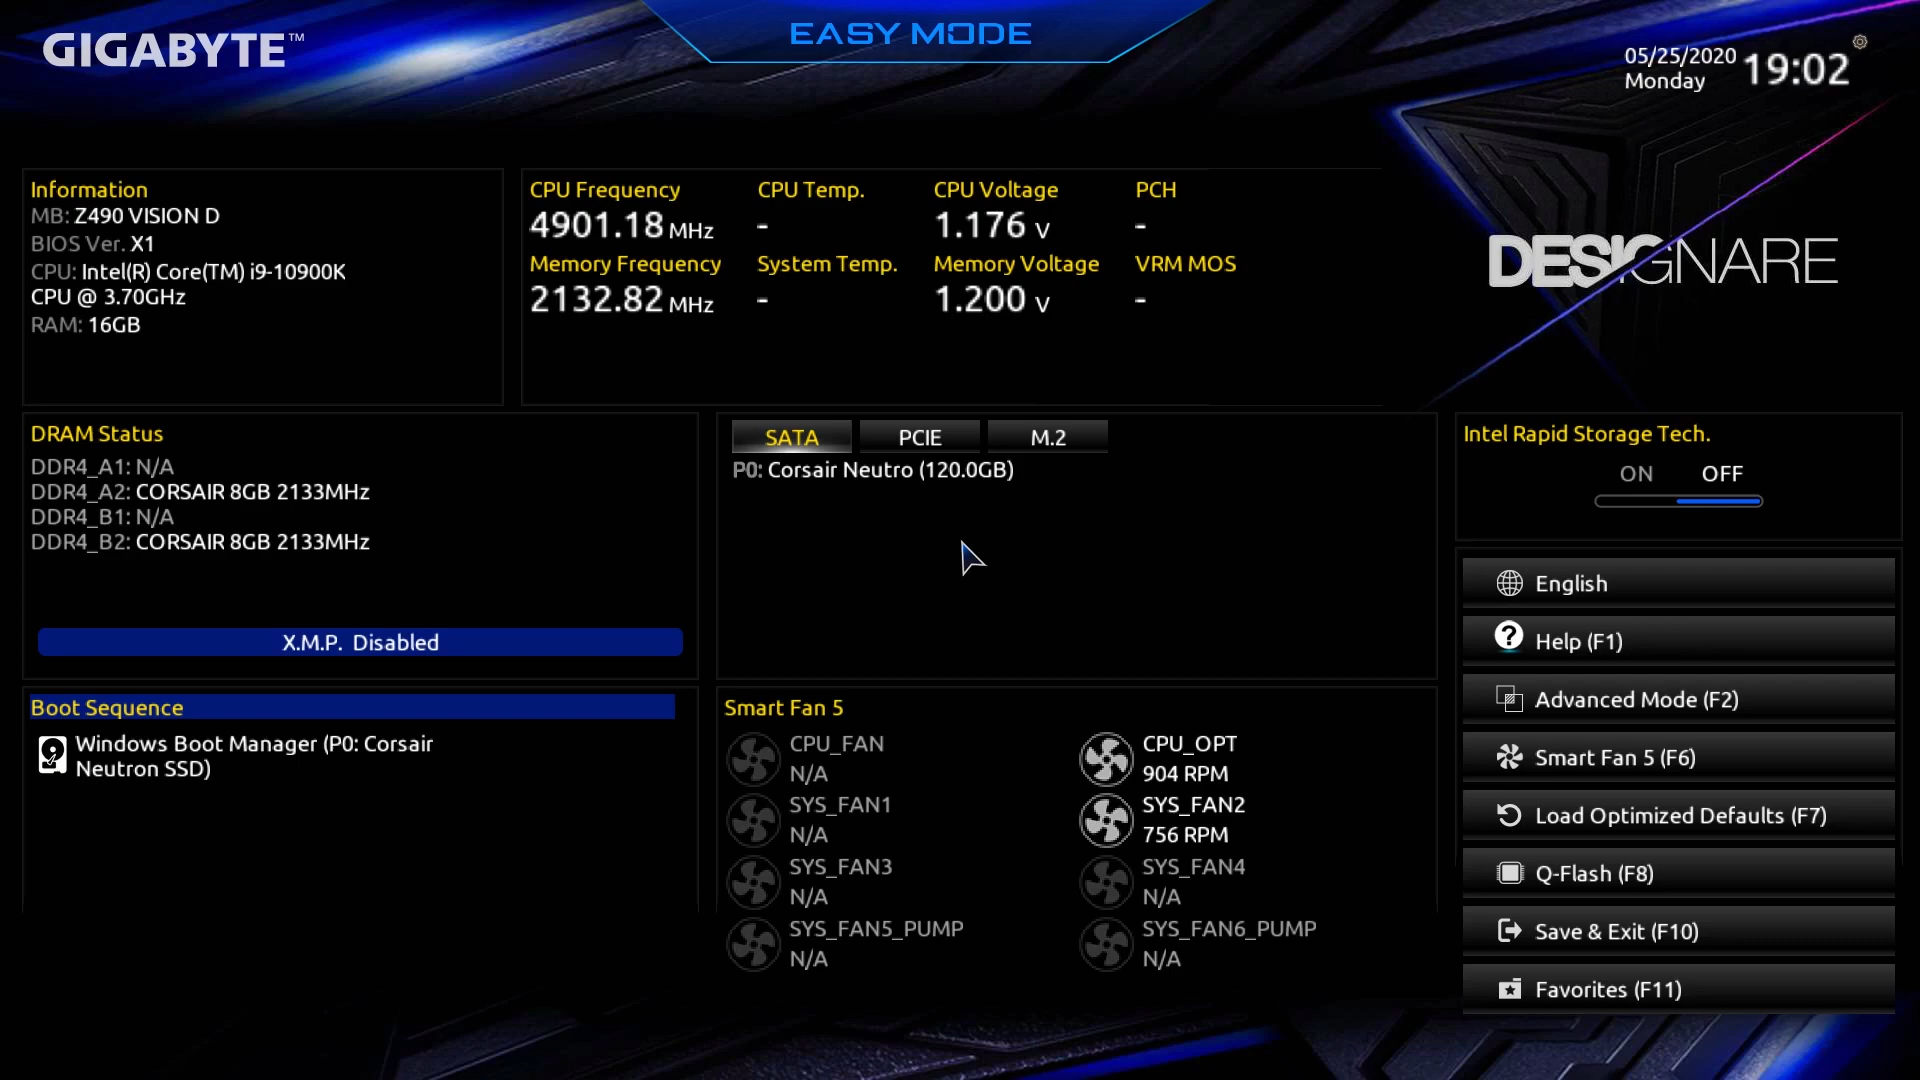 GIGABYTE™
EASY MODE
05/25/2020
Monday
19:02
Information
MB: Z490 VISION D
BIOS Ver. X1
CPU: Intel(R) Core(TM) i9-10900K
CPU @ 3.70GHz
RAM: 16GB
CPU Frequency
4901.18 MHz
CPU Temp.
-
CPU Voltage
1.176 V
PCH
-
Memory Frequency
2132.82 MHz
System Temp.
-
Memory Voltage
1.200 V
VRM MOS
-
DESIGNARE
DRAM Status
DDR4_A1: N/A
DDR4_A2: CORSAIR 8GB 2133MHz
DDR4_B1: N/A
DDR4_B2: CORSAIR 8GB 2133MHz
X.M.P. Disabled
SATA
PCIE
M.2
P0: Corsair Neutro (120.0GB)
Intel Rapid Storage Tech.
ON OFF
Boot Sequence
Windows Boot Manager (P0: Corsair
Neutron SSD)
Smart Fan 5
CPU_FAN
N/A
CPU_OPT
904 RPM
SYS_FAN1
N/A
SYS_FAN2
756 RPM
SYS_FAN3
N/A
SYS_FAN4
N/A
SYS_FAN5_PUMP
N/A
SYS_FAN6_PUMP
N/A
English
Help (F1)
Advanced Mode (F2)
Smart Fan 5 (F6)
Load Optimized Defaults (F7)
Q-Flash (F8)
Save & Exit (F10)
Favorites (F11)